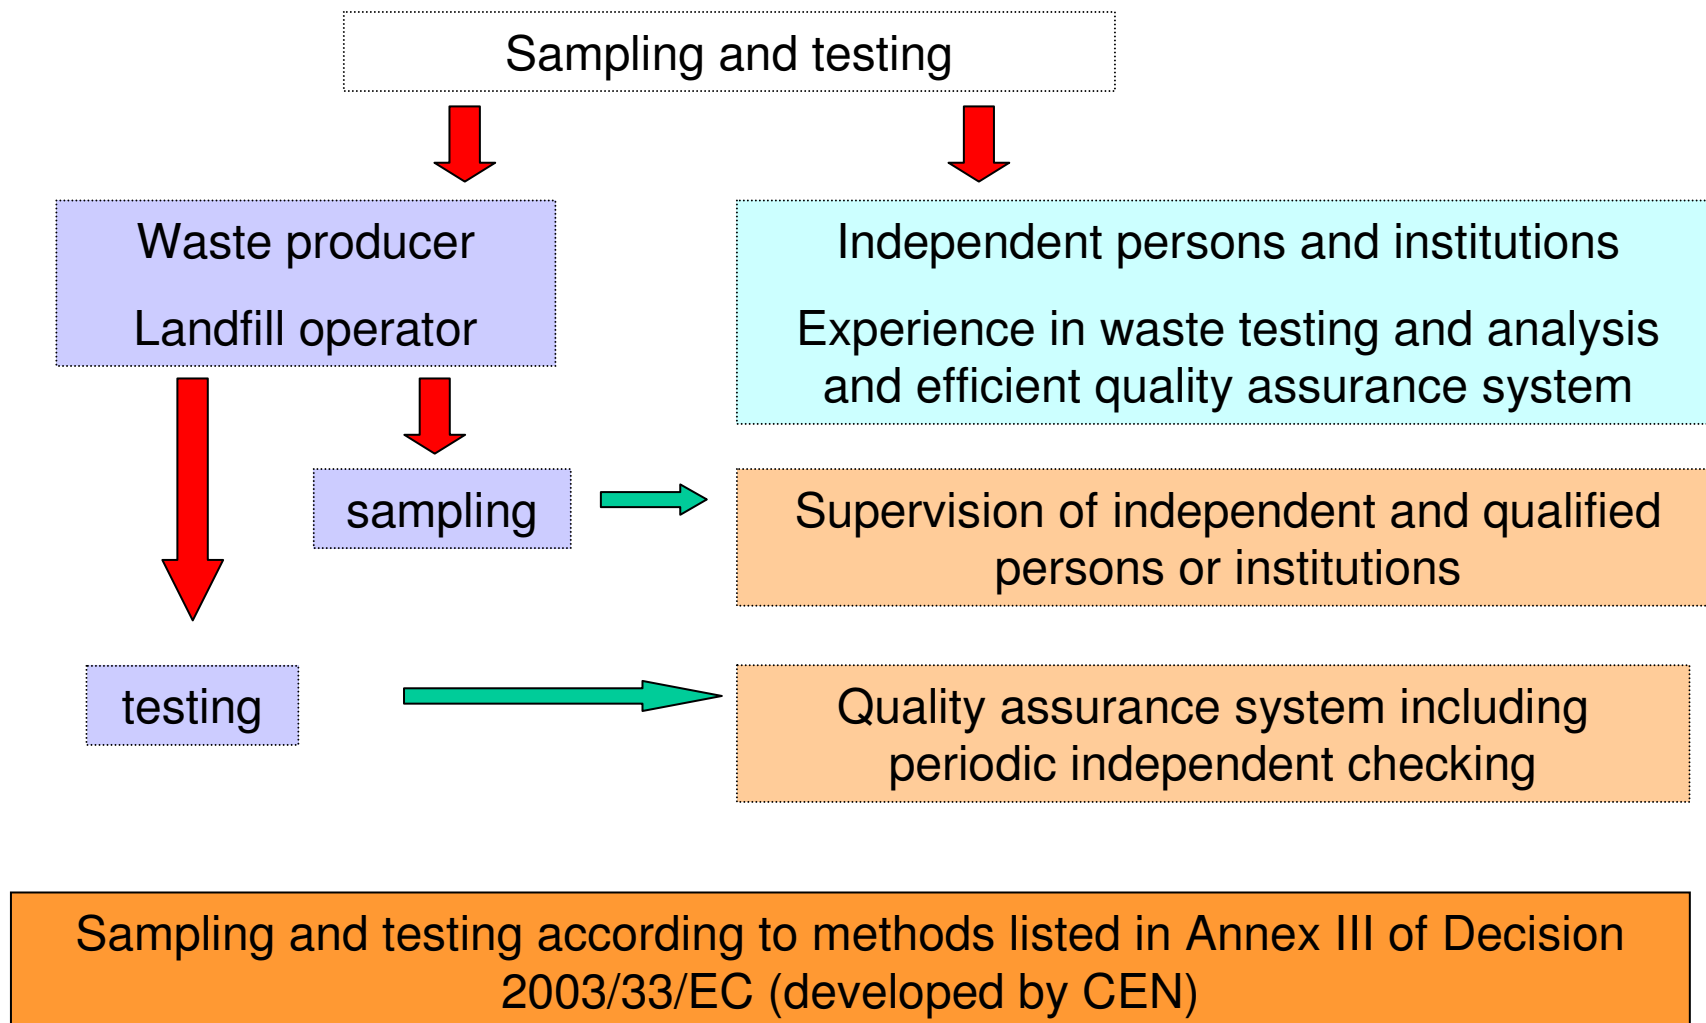 Sampling and testing
Waste producer
Landfill operator
Independent persons and institutions
Experience in waste testing and analysis
and efficient quality assurance system
sampling
Supervision of independent and qualified
persons or institutions
testing
Quality assurance system including
periodic independent checking
Sampling and testing according to methods listed in Annex III of Decision
2003/33/EC (developed by CEN)